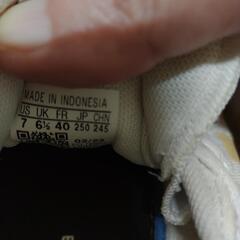 MADE IN INDONESIA
US UK FR JP CHN
7 6½ 40 250 245